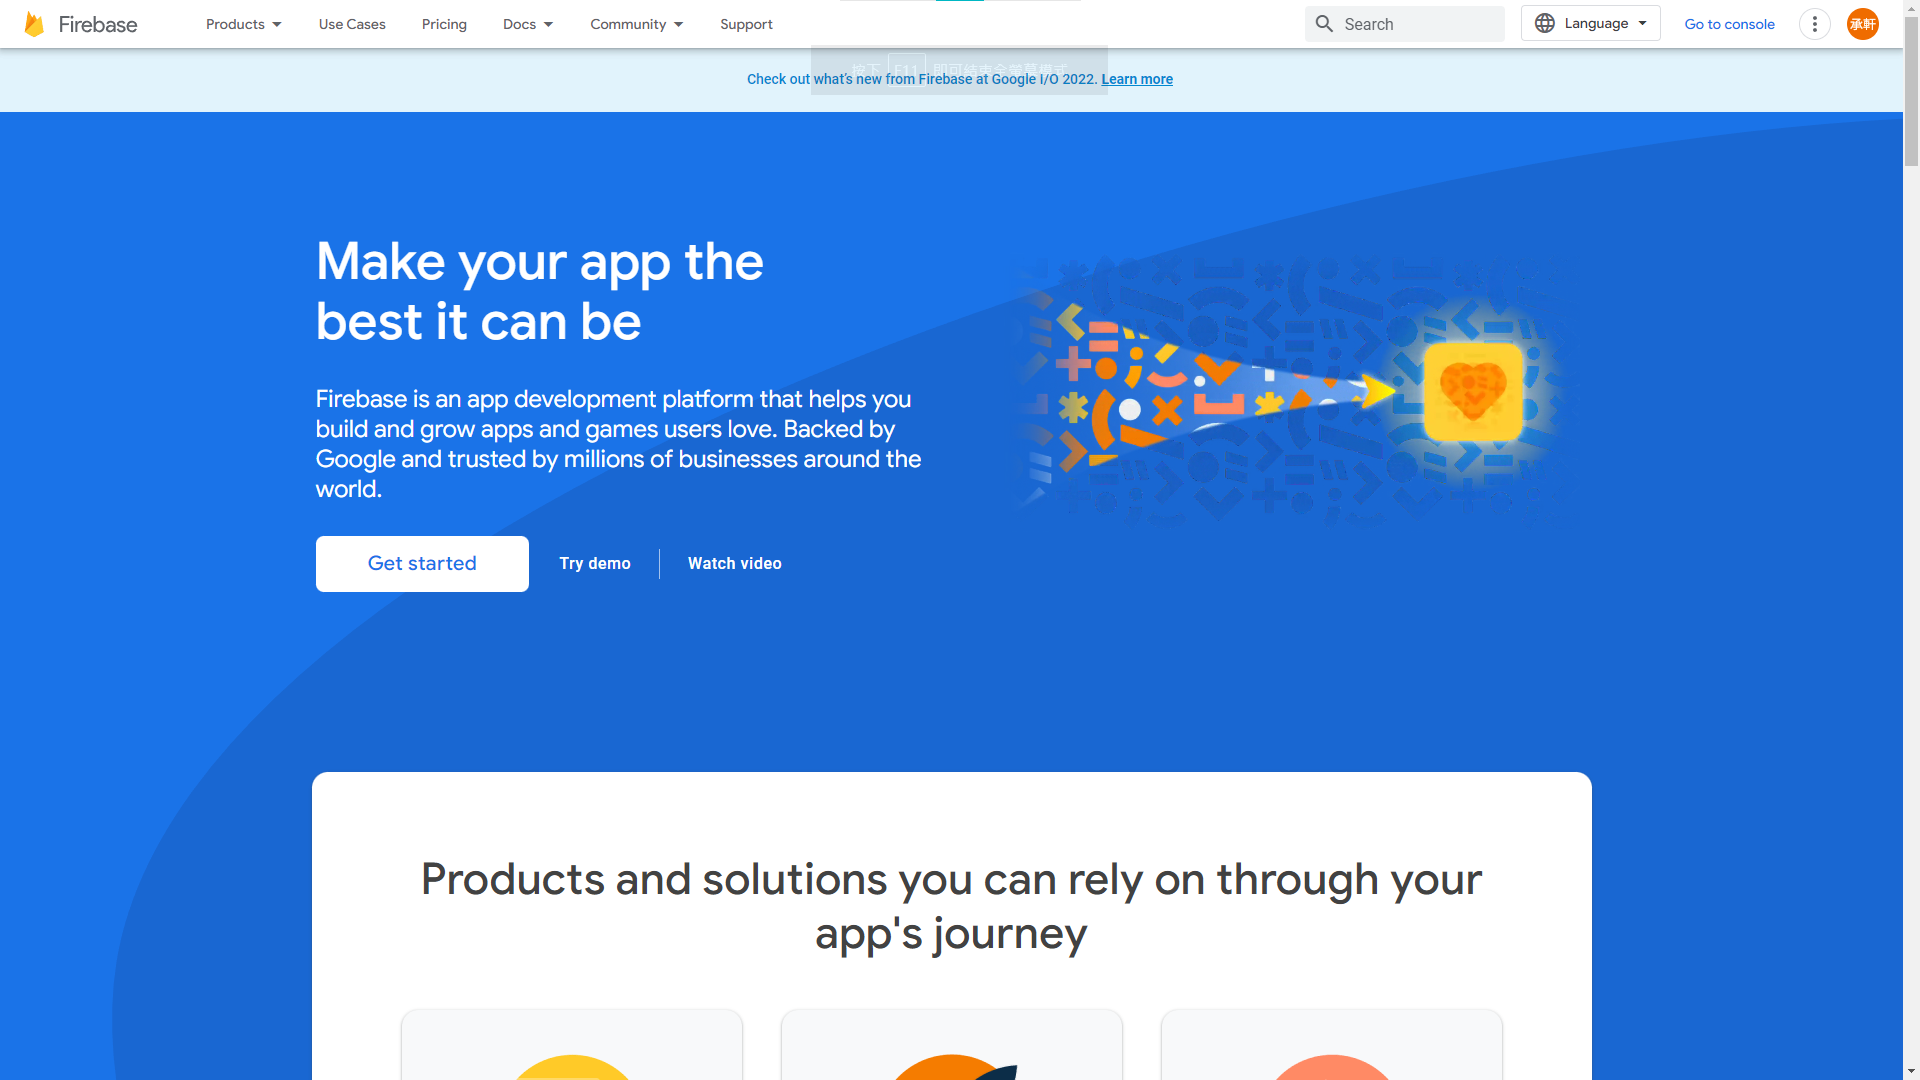 Firebase
Products
Use Cases
Pricing
Docs
Community
Support
Search
Language
Go to console
承軒
按下 F11 即可結束全螢幕模式
Check out what's new from Firebase at Google I/O 2022. Learn more
Make your app the
best it can be
Firebase is an app development platform that helps you
build and grow apps and games users love. Backed by
Google and trusted by millions of businesses around the
world.
Get started
Try demo
Watch video
Products and solutions you can rely on through your
app's journey